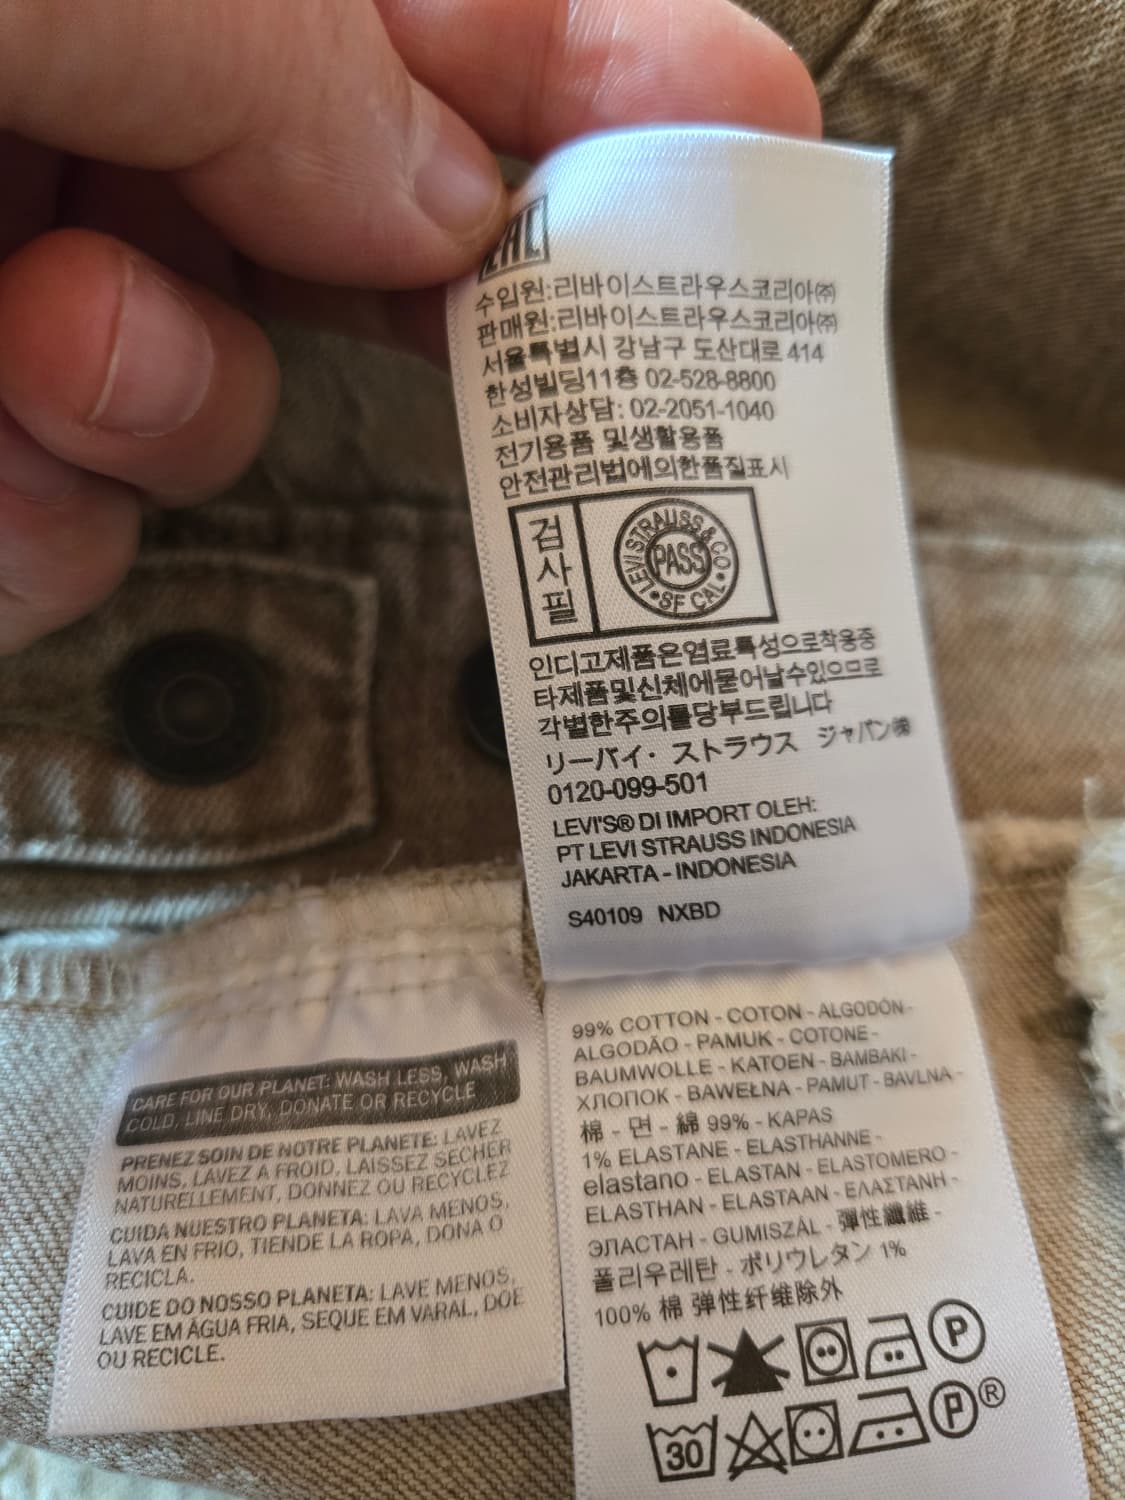 EAC
수입원:리바이스트라우스코리아㈜
판매원:리바이스트라우스코리아㈜
서울특별시 강남구 도산대로 414
한성빌딩11층 02-528-8800
소비자상담: 02-2051-1040
전기용품 및생활용품
안전관리법에의한품질표시
검사필
LEVI STRAUSS & CO
PASS
SF CAL
인디고제품은염료특성으로착용중
타제품및신체에묻어날수있으므로
각별한주의를당부드립니다
リーバイ・ストラウス ジャパン㈱
0120-099-501
LEVI'S® DI IMPORT OLEH:
PT LEVI STRAUSS INDONESIA
JAKARTA - INDONESIA
S40109 NXBD
CARE FOR OUR PLANET: WASH LESS, WASH
COLD, LINE DRY, DONATE OR RECYCLE
PRENEZ SOIN DE NOTRE PLANÈTE: LAVEZ
MOINS, LAVEZ À FROID, LAISSEZ SÉCHER
NATURELLEMENT, DONNEZ OU RECYCLEZ
CUIDA NUESTRO PLANETA: LAVA MENOS,
LAVA EN FRIO, TIENDE LA ROPA, DONA O
RECICLA.
CUIDE DO NOSSO PLANETA: LAVE MENOS,
LAVE EM ÁGUA FRIA, SEQUE EM VARAL, DOE
OU RECICLE.
99% COTTON - COTON - ALGODÓN -
ALGODÃO - PAMUK - COTONE -
BAUMWOLLE - KATOEN - BAMBAKI -
ХЛОПОК - BAWEŁNA - PAMUT - BAVLNA -
棉 - 면 - 綿 99% - KAPAS
1% ELASTANE - ELASTHANNE -
elastano - ELASTAN - ELASTOMERO -
ELASTHAN - ELASTAAN - ΕΛΑΣΤΑΝΗ -
ЭЛАСТАН - GUMISZÁL - 彈性纖維 -
폴리우레탄 - ポリウレタン 1%
100% 棉 弹性纤维除外
P
30 P ®